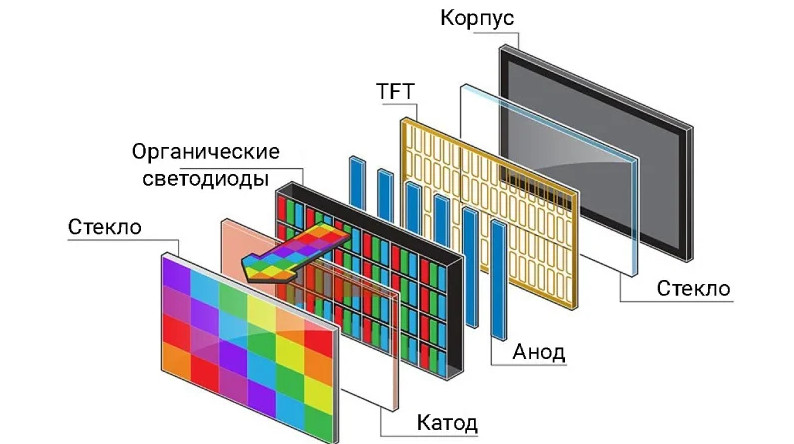 Корпус
TFT
Органические
светодиоды
Стекло
Стекло
Анод
Катод